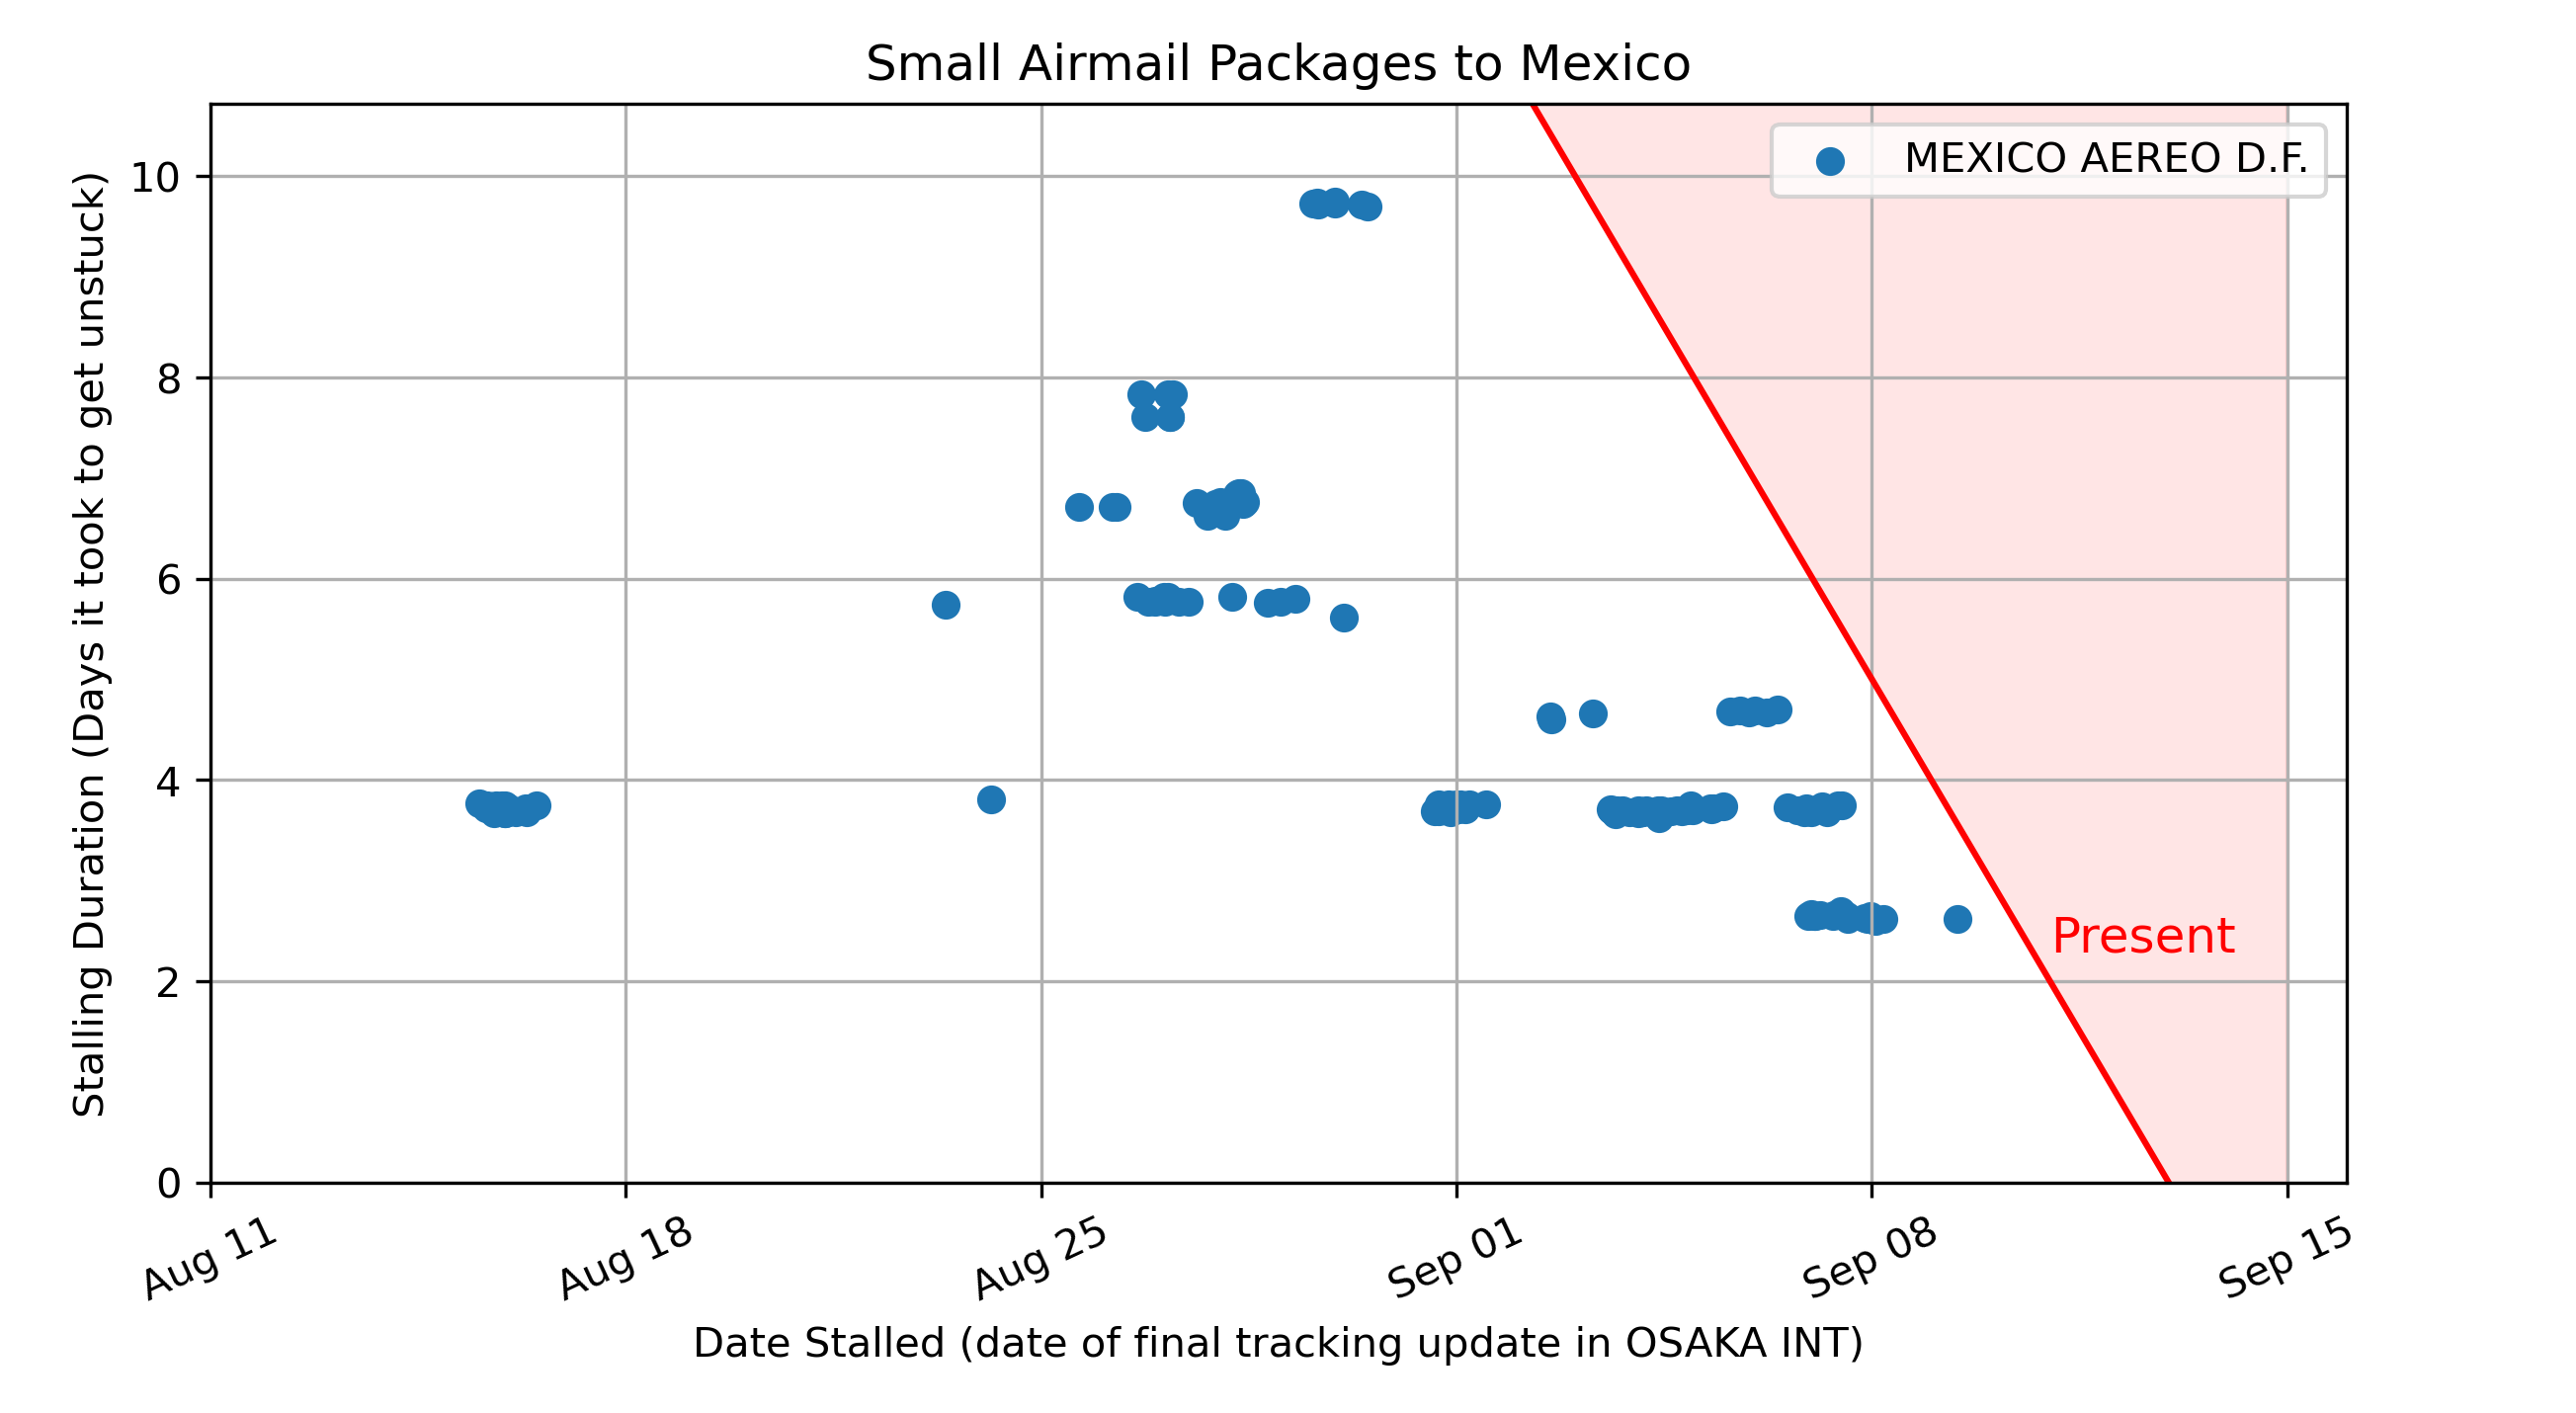 Small Airmail Packages to Mexico
MEXICO AEREO D.F.
Stalling Duration (Days it took to get unstuck)
10
8
6
4
2
0
Present
Aug 11
Aug 18
Aug 25
Sep 01
Sep 08
Sep 15
Date Stalled (date of final tracking update in OSAKA INT)